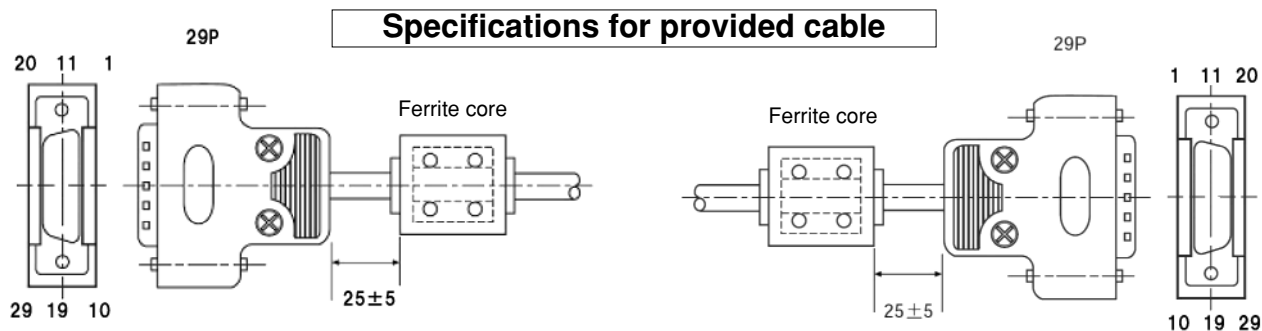 Specifications for provided cable
29P
29P
20 11 1
1 11 20
Ferrite core
Ferrite core
25±5
25±5
29 19 10
10 19 29